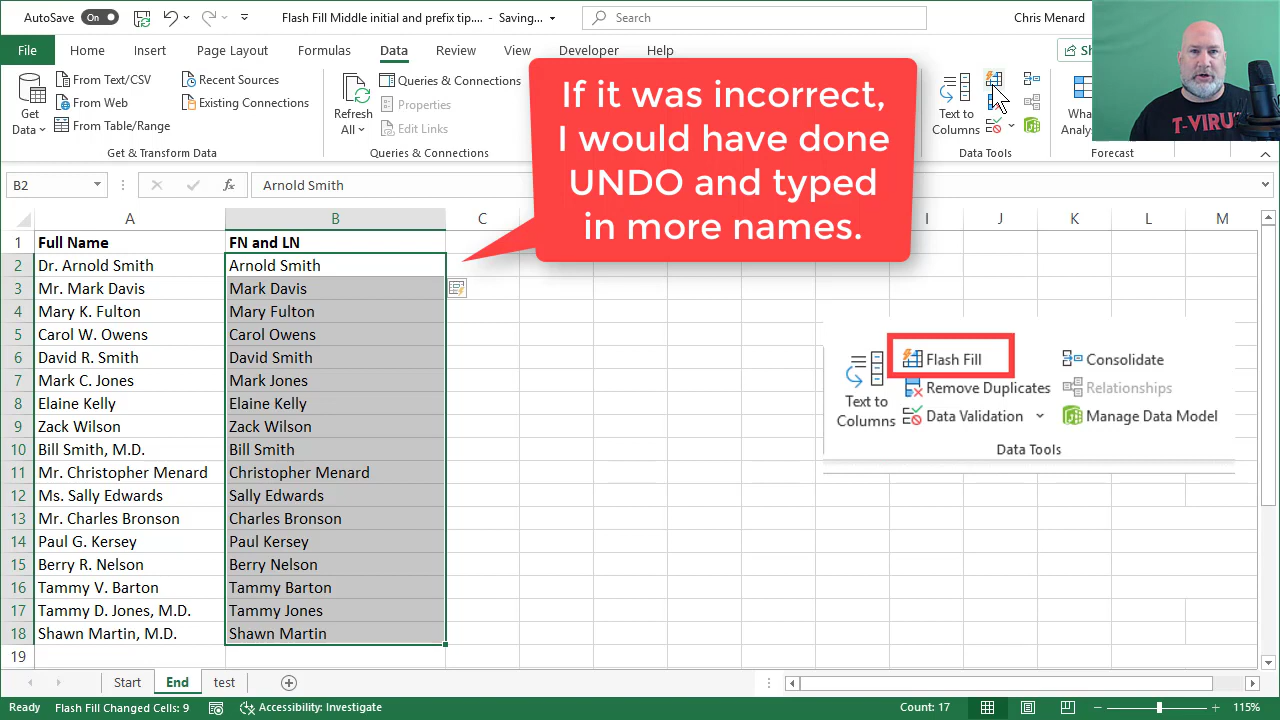 AutoSave On
Flash Fill Middle initial and prefix tip.... - Saving...
Search
Chris Menard
File Home Insert Page Layout Formulas Data Review View Developer Help
Get
Data
From Text/CSV
From Web
From Table/Range
Recent Sources
Existing Connections
Get & Transform Data
Refresh
All
Queries & Connections
Properties
Edit Links
Queries & Connections
Text to
Columns
Data Tools
Forecast
T-VIRU
If it was incorrect,
I would have done
UNDO and typed
in more names.
B2
fx
Arnold Smith
A B C I J K L M
1 Full Name FN and LN
2 Dr. Arnold Smith Arnold Smith
3 Mr. Mark Davis Mark Davis
4 Mary K. Fulton Mary Fulton
5 Carol W. Owens Carol Owens
6 David R. Smith David Smith
7 Mark C. Jones Mark Jones
8 Elaine Kelly Elaine Kelly
9 Zack Wilson Zack Wilson
10 Bill Smith, M.D. Bill Smith
11 Mr. Christopher Menard Christopher Menard
12 Ms. Sally Edwards Sally Edwards
13 Mr. Charles Bronson Charles Bronson
14 Paul G. Kersey Paul Kersey
15 Berry R. Nelson Berry Nelson
16 Tammy V. Barton Tammy Barton
17 Tammy D. Jones, M.D. Tammy Jones
18 Shawn Martin, M.D. Shawn Martin
19
Text to
Columns
Flash Fill
Remove Duplicates
Data Validation
Consolidate
Relationships
Manage Data Model
Data Tools
Start End test
Ready Flash Fill Changed Cells: 9 Accessibility: Investigate Count: 17 115%